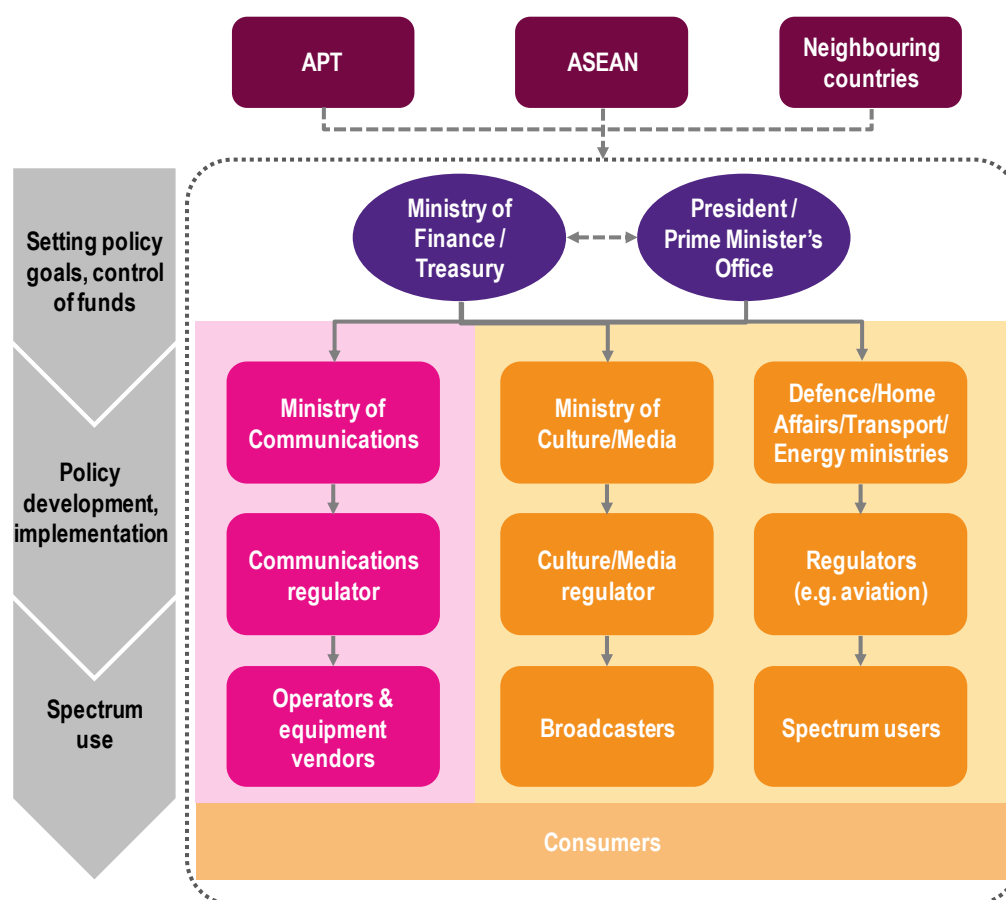 APT
ASEAN
Neighbouring
countries
Setting policy
goals, control
of funds
Ministry of
Finance /
Treasury
President /
Prime Minister's
Office
Policy
development,
implementation
Ministry of
Communications
Ministry of
Culture/Media
Defence/Home
Affairs/Transport/
Energy ministries
Communications
regulator
Culture/Media
regulator
Regulators
(e.g. aviation)
Spectrum
use
Operators &
equipment
vendors
Broadcasters
Spectrum users
Consumers